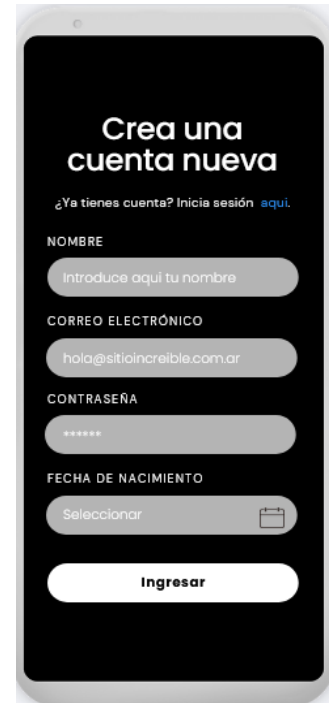 Crea una
cuenta nueva
¿Ya tienes cuenta? Inicia sesión aqui.
NOMBRE
Introduce aqui tu nombre
CORREO ELECTRÓNICO
hola@sitioincreible.com.ar
CONTRASEÑA
******
FECHA DE NACIMIENTO
Seleccionar
Ingresar